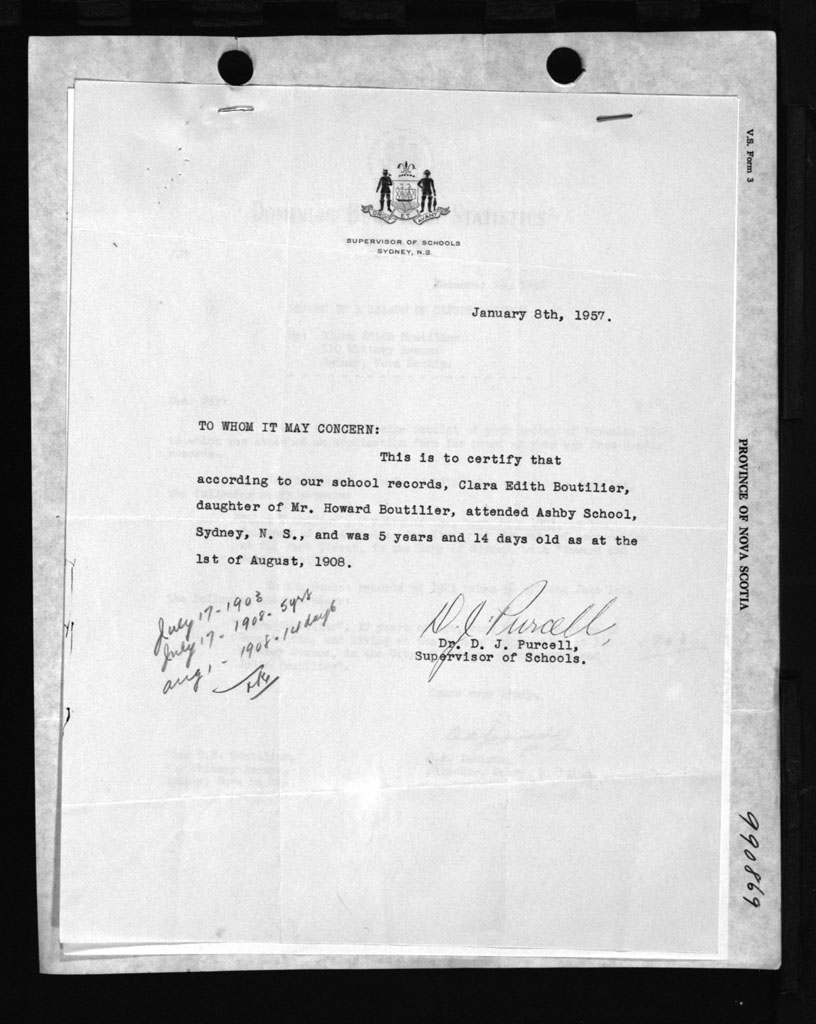 SUPERVISOR OF SCHOOLS
SYDNEY, N.S.
January 8th, 1957.
TO WHOM IT MAY CONCERN:
This is to certify that
according to our school records, Clara Edith Boutilier,
daughter of Mr. Howard Boutilier, attended Ashby School,
Sydney, N. S., and was 5 years and 14 days old as at the
1st of August, 1908.
July 17-1903
July 17-1908-5yrs
aug 1-1908-14 days
D. J. Purcell,
Dr. D. J. Purcell,
Supervisor of Schools.
V.S. Form 3
PROVINCE OF NOVA SCOTIA
990869